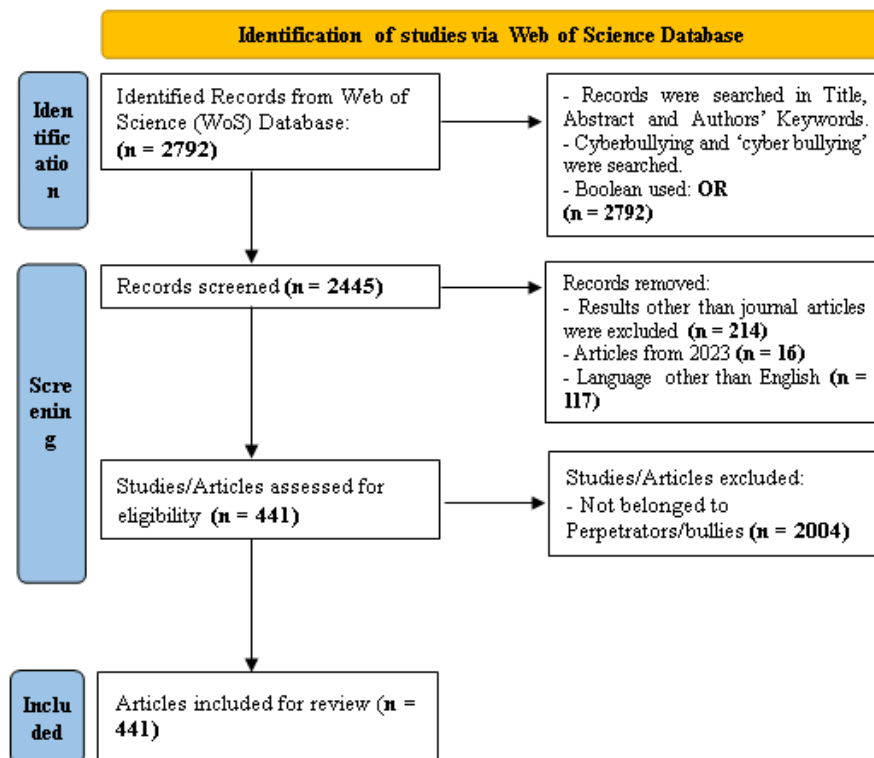 Identification of studies via Web of Science Database
Iden
tific
atio
n
Identified Records from Web of
Science (WoS) Database:
(n = 2792)
- Records were searched in Title,
Abstract and Authors' Keywords.
- Cyberbullying and 'cyber bullying'
were searched.
- Boolean used: OR
(n = 2792)
Scre
enin
g
Records screened (n = 2445)
Records removed:
- Results other than journal articles
were excluded (n = 214)
- Articles from 2023 (n = 16)
- Language other than English (n =
117)
Studies/Articles assessed for
eligibility (n = 441)
Studies/Articles excluded:
- Not belonged to
Perpetrators/bullies (n = 2004)
Inclu
ded
Articles included for review (n =
441)